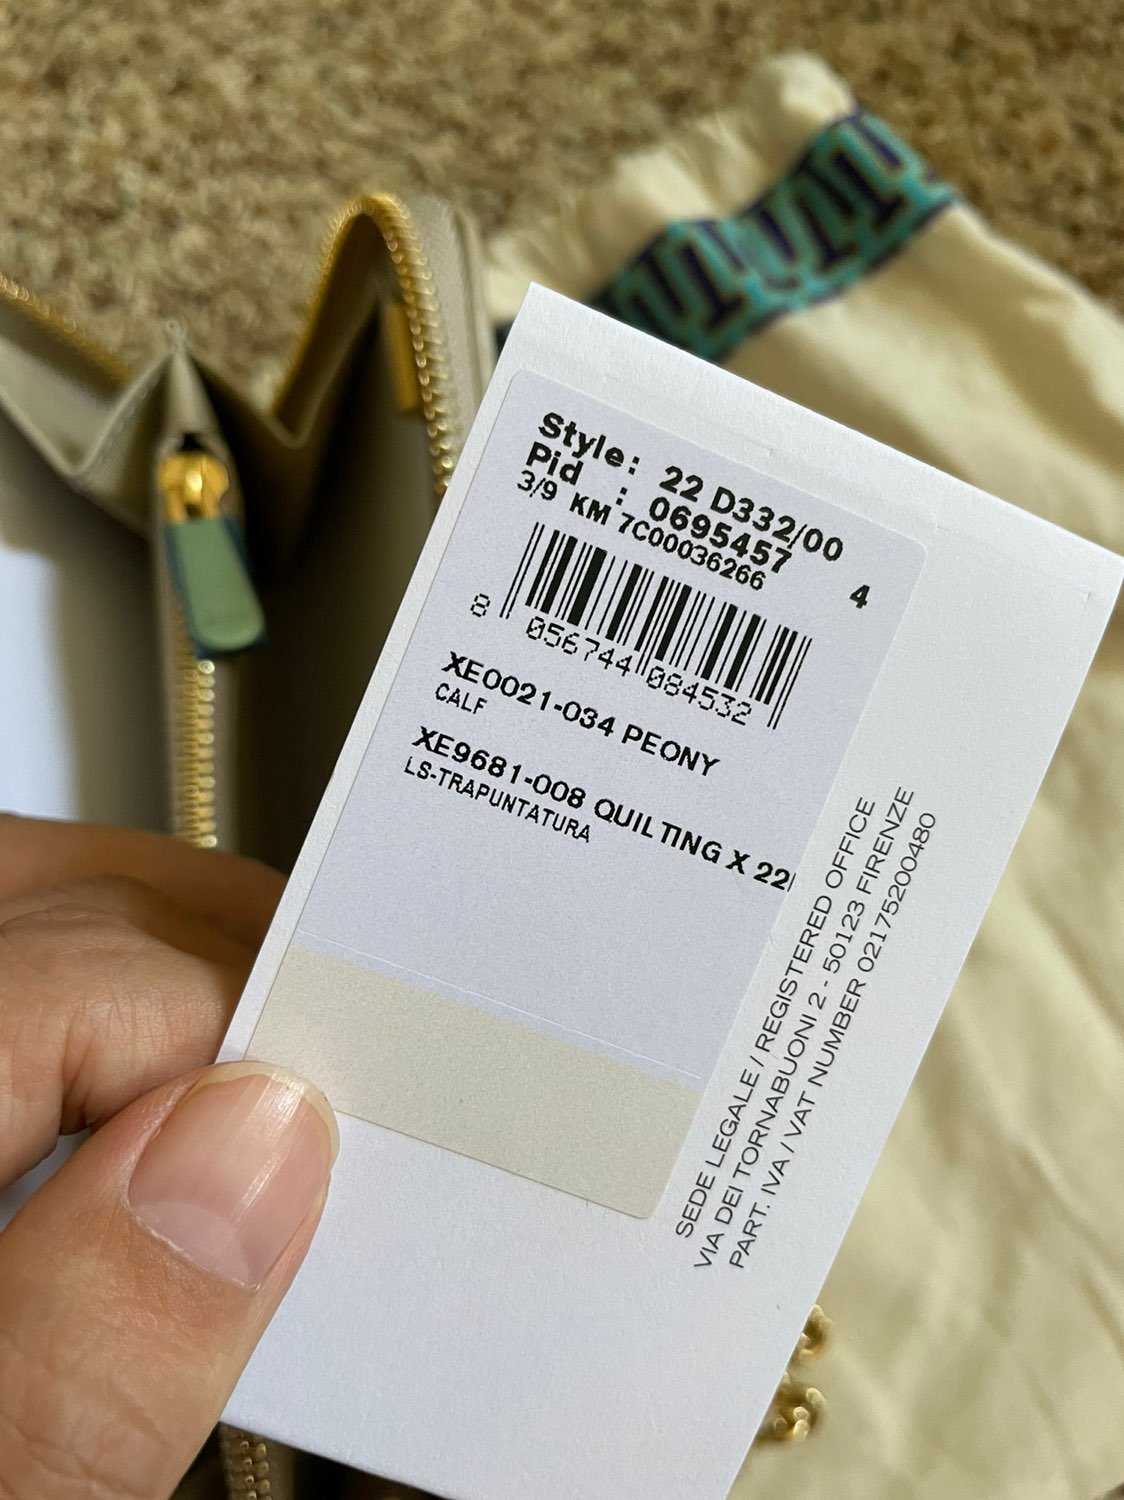 Style: 22 D332/00
Pid : 0695457
3/9 KM 7C00036266 4
8 056744 084532
XE0021-034 PEONY
CALF
XE9681-008 QUILTING X 22
LS-TRAPUNTATURA
SEDE LEGALE / REGISTERED OFFICE
VIA DEI TORNABUONI 2 - 50123 FIRENZE
PART. IVA / VAT NUMBER 02175200480